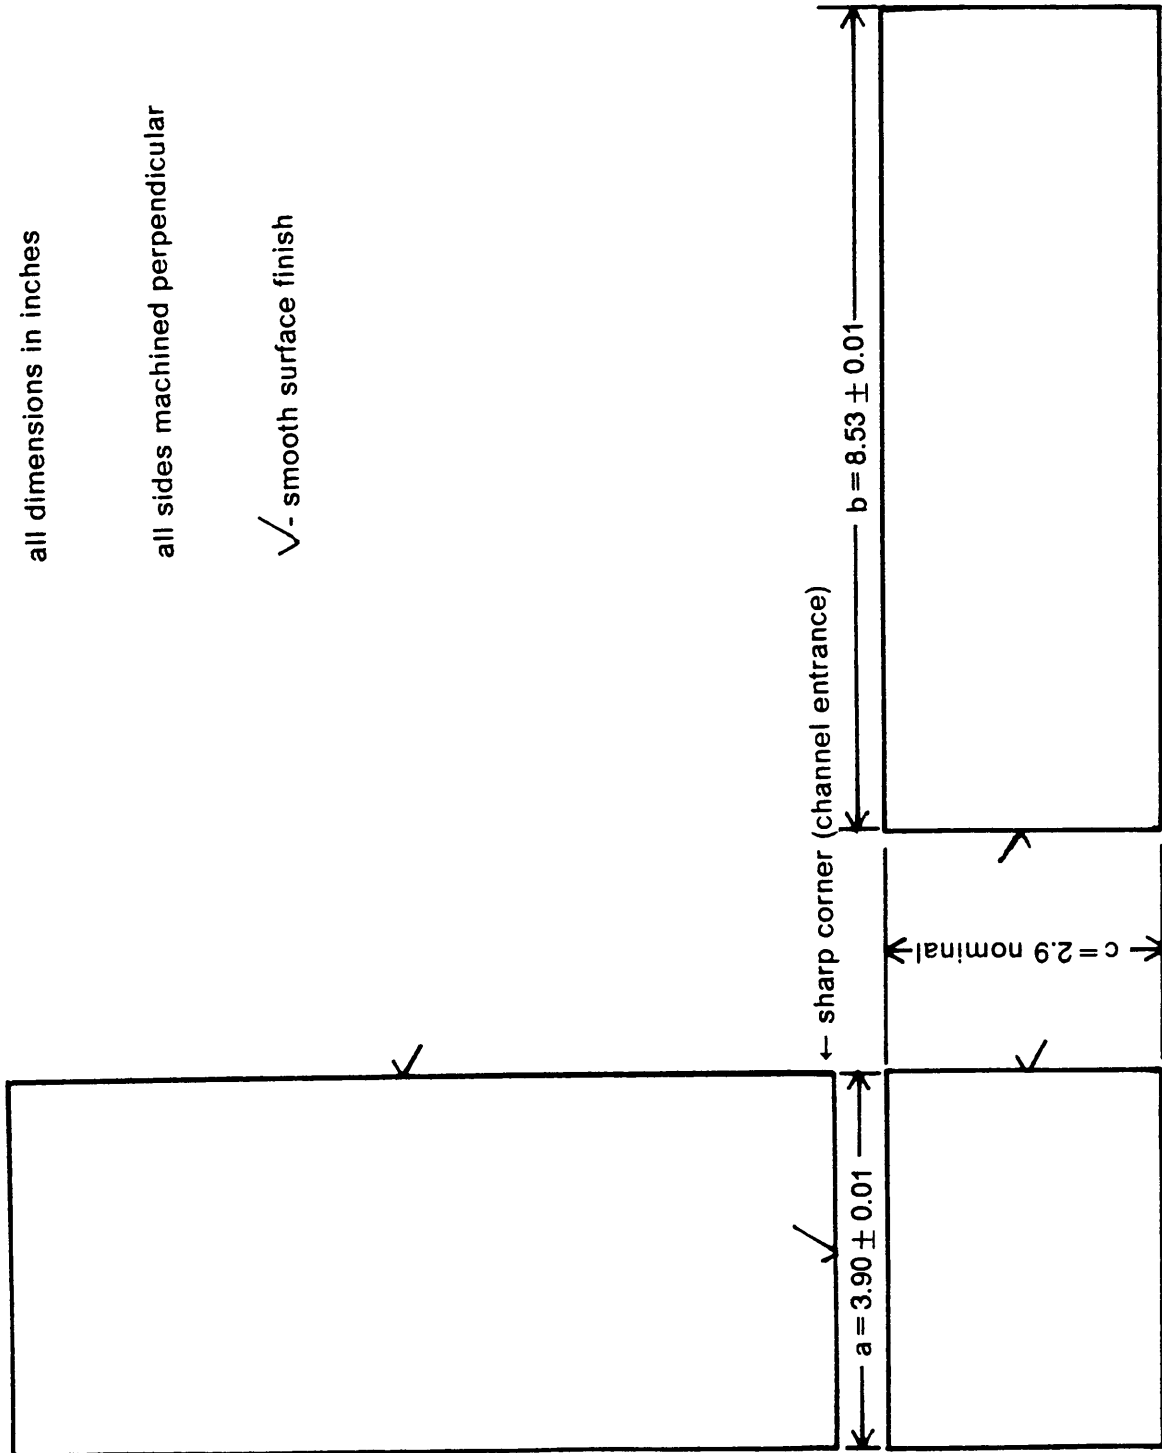 all dimensions in inches
all sides machined perpendicular
√- smooth surface finish
← sharp corner (channel entrance)
a = 3.90 ± 0.01
b = 8.53 ± 0.01
c = 2.9 nominal